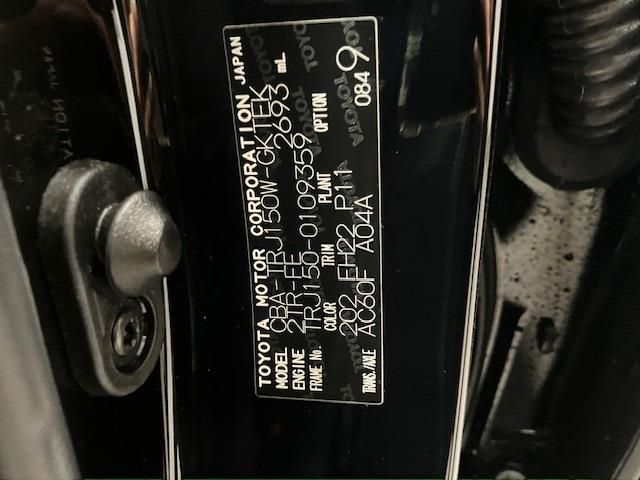 TOYOTA MOTOR CORPORATION JAPAN
MODEL CBA-TRJ150W-GKTEK
ENGINE 2TR-FE 2693 mL
FRAME No. TRJ150-0109359
COLOR TRIM PLANT OPTION
202 FH22 P11 0849
TRANS./AXLE AC60F A04A